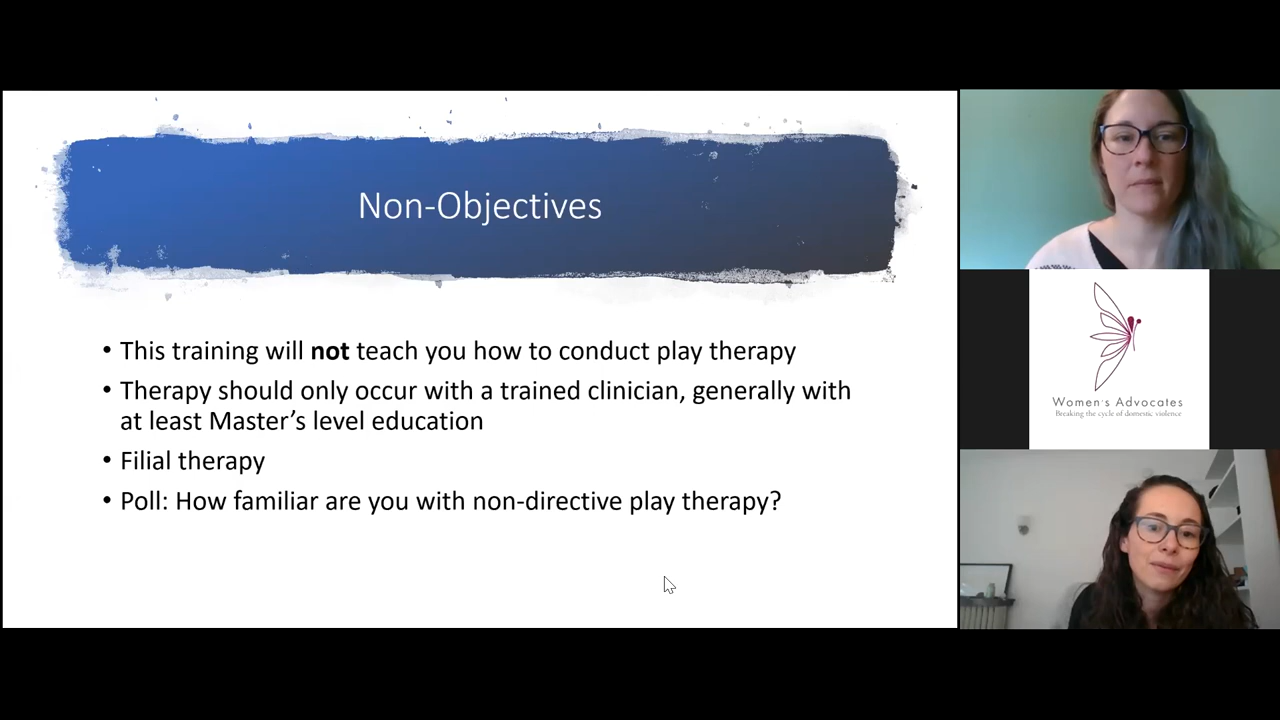 Non-Objectives
• This training will not teach you how to conduct play therapy
• Therapy should only occur with a trained clinician, generally with
at least Master’s level education
• Filial therapy
• Poll: How familiar are you with non-directive play therapy?
Women's Advocates
Breaking the cycle of domestic violence